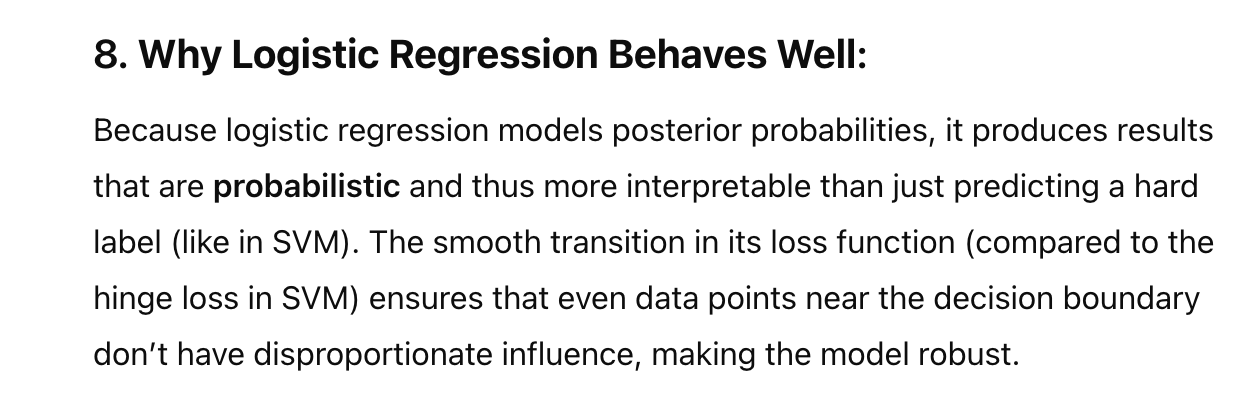 8. Why Logistic Regression Behaves Well:
Because logistic regression models posterior probabilities, it produces results
that are probabilistic and thus more interpretable than just predicting a hard
label (like in SVM). The smooth transition in its loss function (compared to the
hinge loss in SVM) ensures that even data points near the decision boundary
don’t have disproportionate influence, making the model robust.